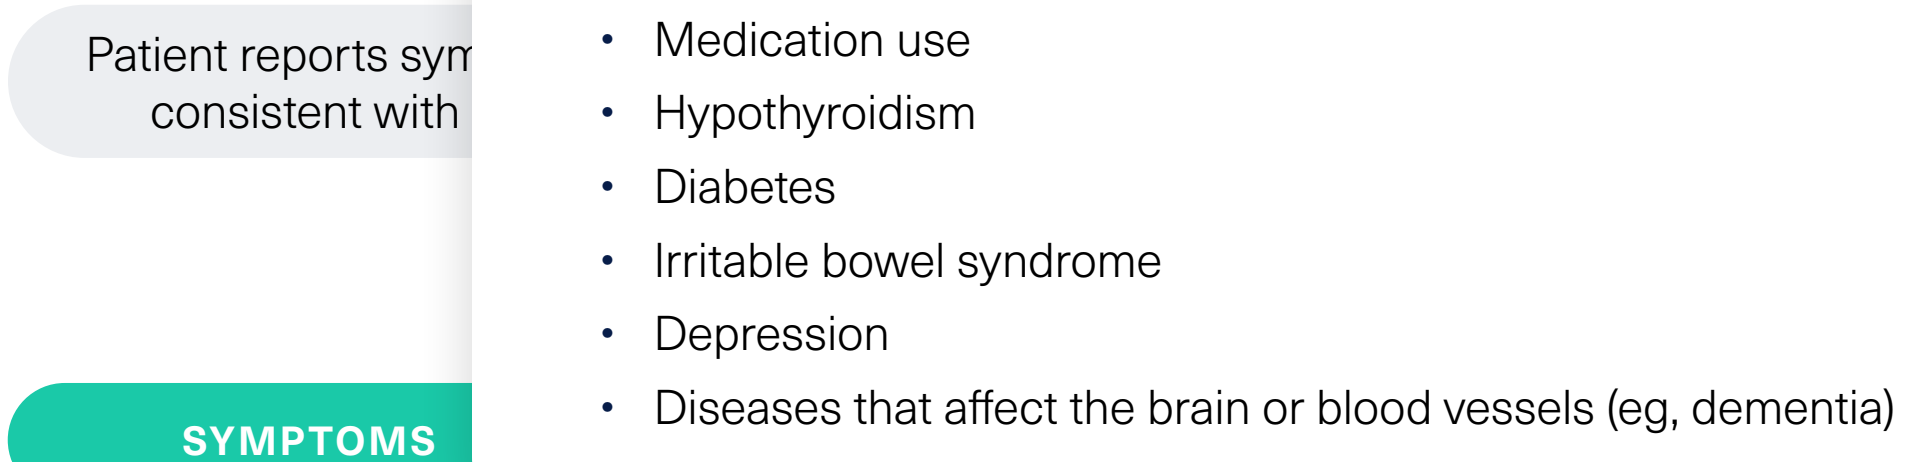 Patient reports
consistent with
SYMPTOMS
• Medication use
• Hypothyroidism
• Diabetes
• Irritable bowel syndrome
• Depression
• Diseases that affect the brain or blood vessels (eg, dementia)